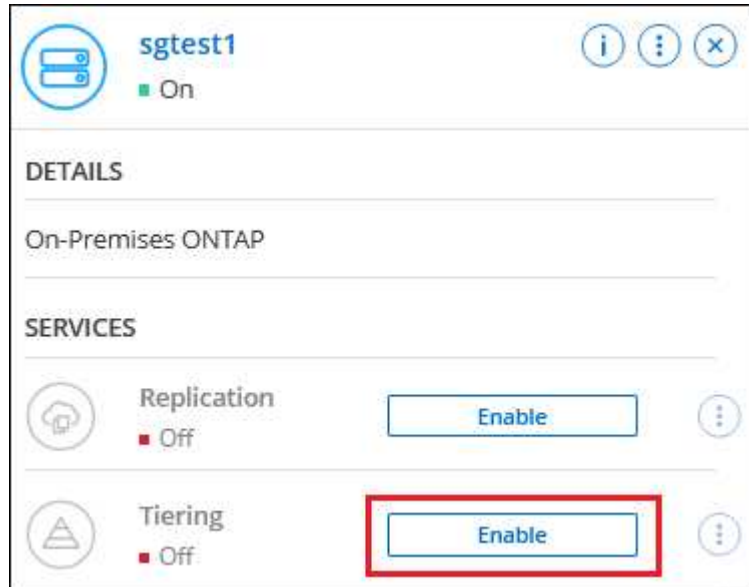 sgtest1
On
DETAILS
On-Premises ONTAP
SERVICES
Replication
Off
Enable
Tiering
Off
Enable